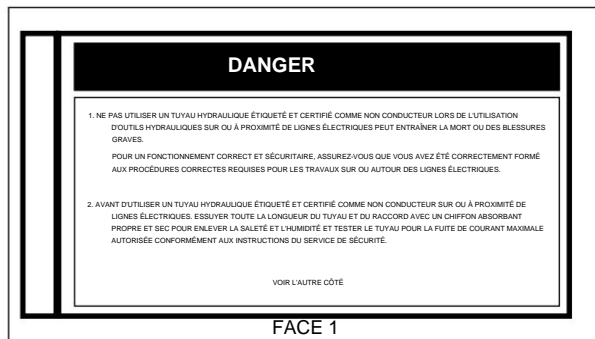 DANGER
1. NE PAS UTILISER UN TUYAU HYDRAULIQUE ÉTIQUETÉ ET CERTIFIÉ COMME NON CONDUCTEUR LORS DE L'UTILISATION
D'OUTILS HYDRAULIQUES SUR OU À PROXIMITÉ DE LIGNES ÉLECTRIQUES PEUT ENTRAÎNER LA MORT OU DES BLESSURES
GRAVES.
POUR UN FONCTIONNEMENT CORRECT ET SÉCURITAIRE, ASSUREZ-VOUS QUE VOUS AVEZ ÉTÉ CORRECTEMENT FORMÉ
AUX PROCÉDURES CORRECTES REQUISES POUR LES TRAVAUX SUR OU AUTOUR DES LIGNES ÉLECTRIQUES.
2. AVANT D'UTILISER UN TUYAU HYDRAULIQUE ÉTIQUETÉ ET CERTIFIÉ COMME NON CONDUCTEUR SUR OU À PROXIMITÉ DE
LIGNES ÉLECTRIQUES. ESSUYER TOUTE LA LONGUEUR DU TUYAU ET DU RACCORD AVEC UN CHIFFON ABSORBANT
PROPRE ET SEC POUR ENLEVER LA SALETÉ ET L'HUMIDITÉ ET TESTER LE TUYAU POUR LA FUITE DE COURANT MAXIMALE
AUTORISÉE CONFORMÉMENT AUX INSTRUCTIONS DU SERVICE DE SÉCURITÉ.
VOIR L'AUTRE CÔTÉ
FACE 1